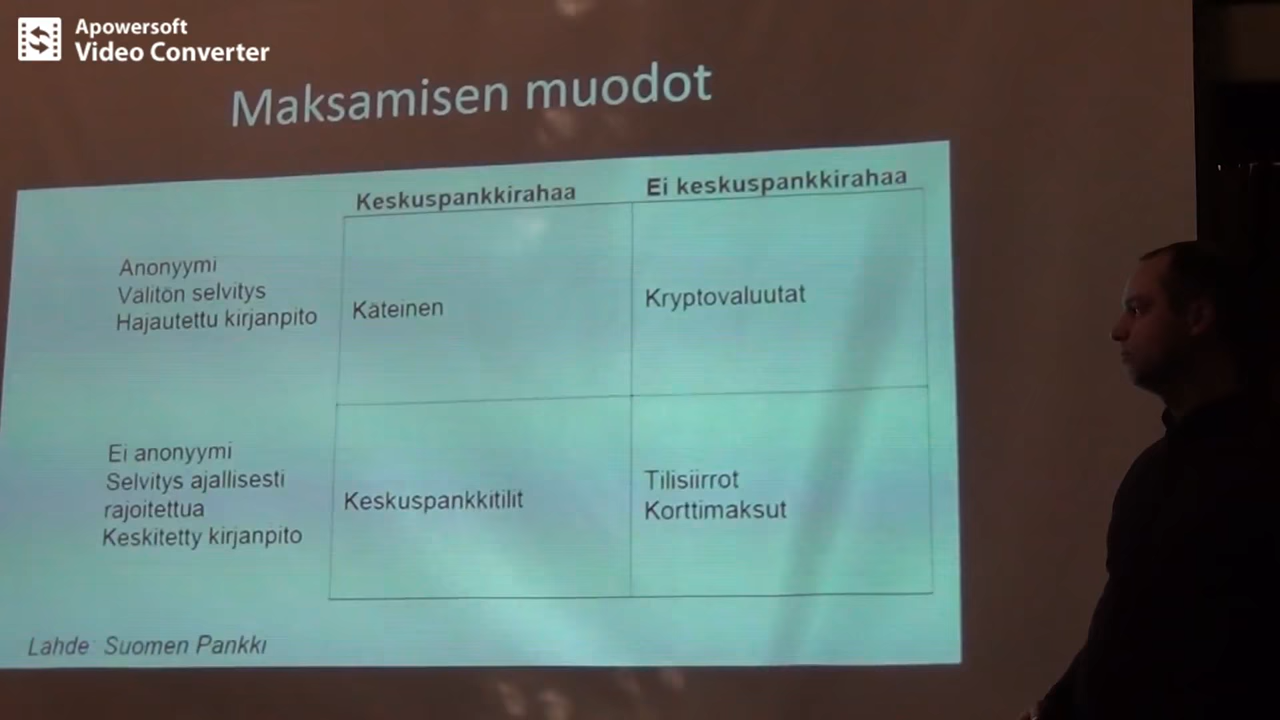 Apowersoft
Video Converter
Maksamisen muodot
Keskuspankkirahaa
Ei keskuspankkirahaa
Anonyymi
Välitön selvitys
Hajautettu kirjanpito
Käteinen
Kryptovaluutat
Ei anonyymi
Selvitys ajallisesti
rajoitettua
Keskitetty kirjanpito
Keskuspankkitilit
Tilisiirrot
Korttimaksut
Lähde: Suomen Pankki